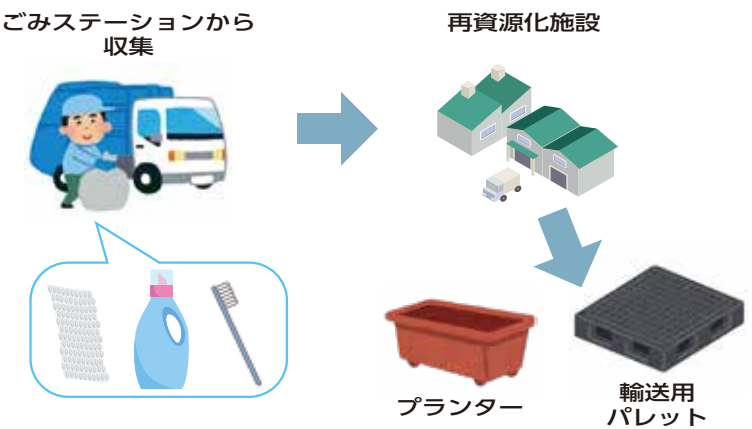 ごみステーションから
収集
再資源化施設
プランター
輸送用
パレット